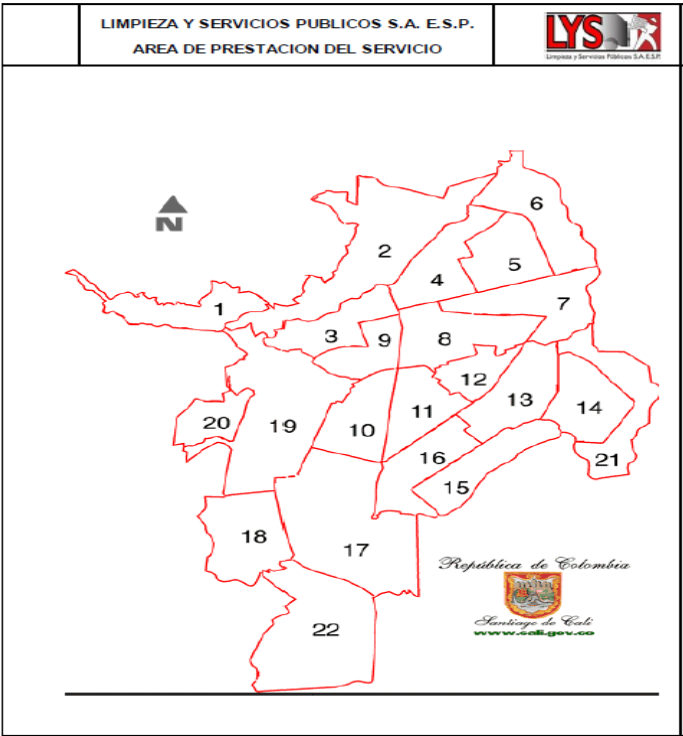 LIMPIEZA Y SERVICIOS PUBLICOS S.A. E.S.P.
AREA DE PRESTACION DEL SERVICIO
LYS
Limpieza y Servicios Públicos S.A.E.S.P.
N
6
2
5
4
7
1
3
9
8
12
13
14
11
20
19
10
16
21
15
18
17
22
República de Colombia
Santiago de Cali
www.cali.gov.co